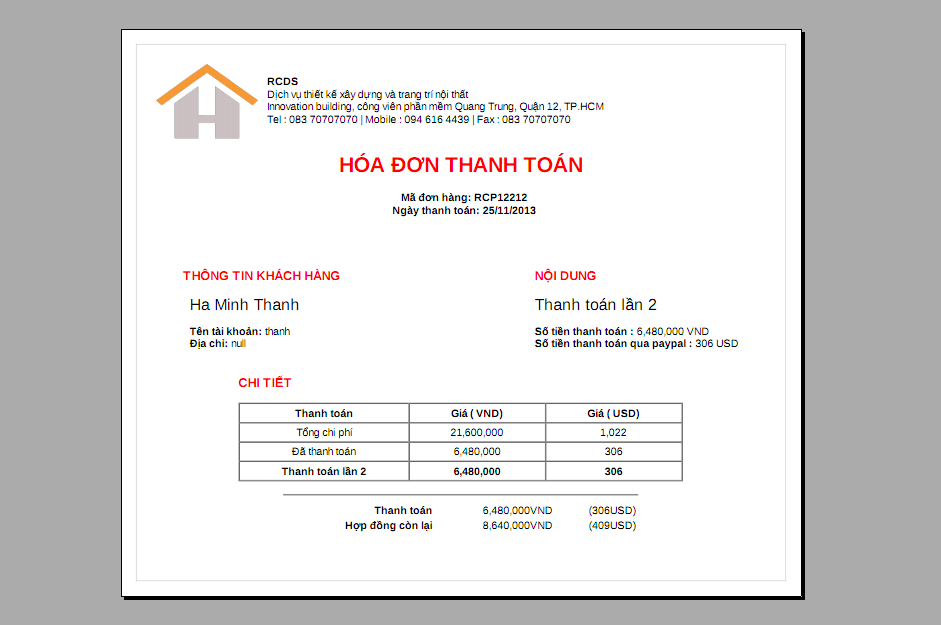 RCDS
Dịch vụ thiết kế xây dựng và trang trí nội thất
Innovation building, công viên phần mềm Quang Trung, Quận 12, TP.HCM
Tel : 083 70707070 | Mobile : 094 616 4439 | Fax : 083 70707070
HÓA ĐƠN THANH TOÁN
Mã đơn hàng: RCP12212
Ngày thanh toán: 25/11/2013
THÔNG TIN KHÁCH HÀNG
Ha Minh Thanh
Tên tài khoản: thanh
Địa chỉ: null
NỘI DUNG
Thanh toán lần 2
Số tiền thanh toán : 6,480,000 VND
Số tiền thanh toán qua paypal : 306 USD
CHI TIẾT
Thanh toán Giá ( VND) Giá ( USD)
Tổng chi phí 21,600,000 1,022
Đã thanh toán 6,480,000 306
Thanh toán lần 2 6,480,000 306
Thanh toán 6,480,000VND (306USD)
Hợp đồng còn lại 8,640,000VND (409USD)